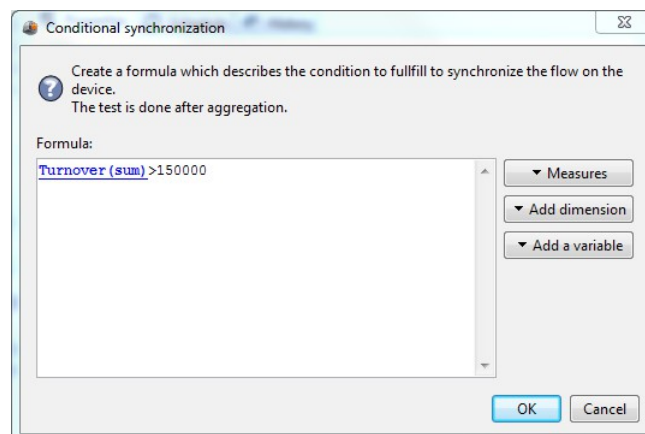 Conditional synchronization
Create a formula which describes the condition to fullfill to synchronize the flow on the
device.
The test is done after aggregation.
Formula:
Turnover(sum)>150000
Measures
Add dimension
Add a variable
OK
Cancel